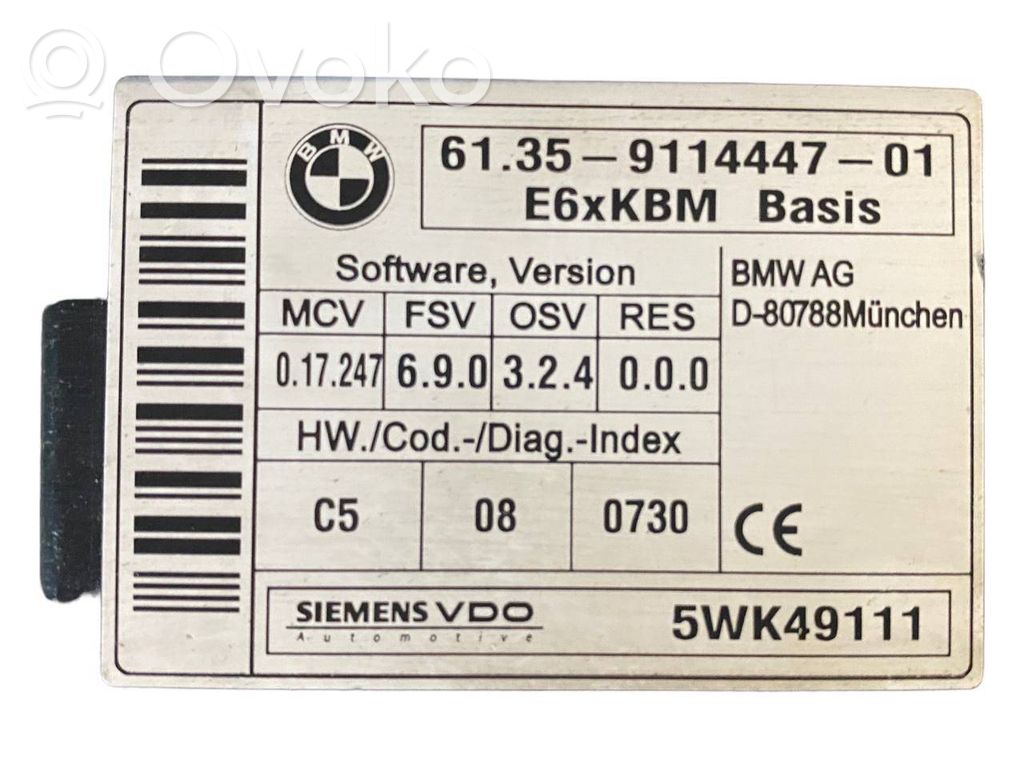 Ovoko
BMW
61.35-9114447-01
E6xKBM Basis
Software, Version
MCV FSV OSV RES
0.17.247 6.9.0 3.2.4 0.0.0
HW./Cod.-/Diag.-Index
C5 08 0730
BMW AG
D-80788München
CE
SIEMENS VDO
Automotive
5WK49111